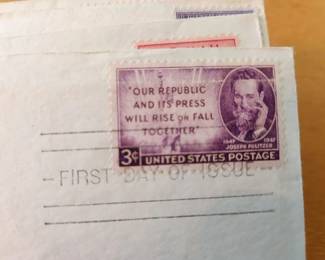 "OUR REPUBLIC
AND ITS PRESS
WILL RISE OR FALL
TOGETHER"
1847 1947
JOSEPH PULITZER
3¢ UNITED STATES POSTAGE
FIRST DAY OF ISSUE